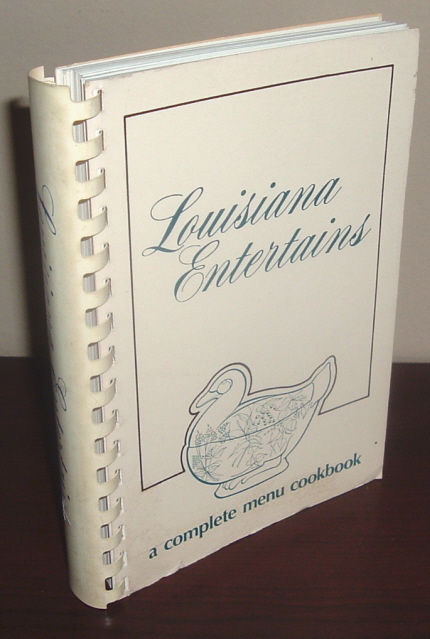 Louisiana
Entertains
a complete menu cookbook